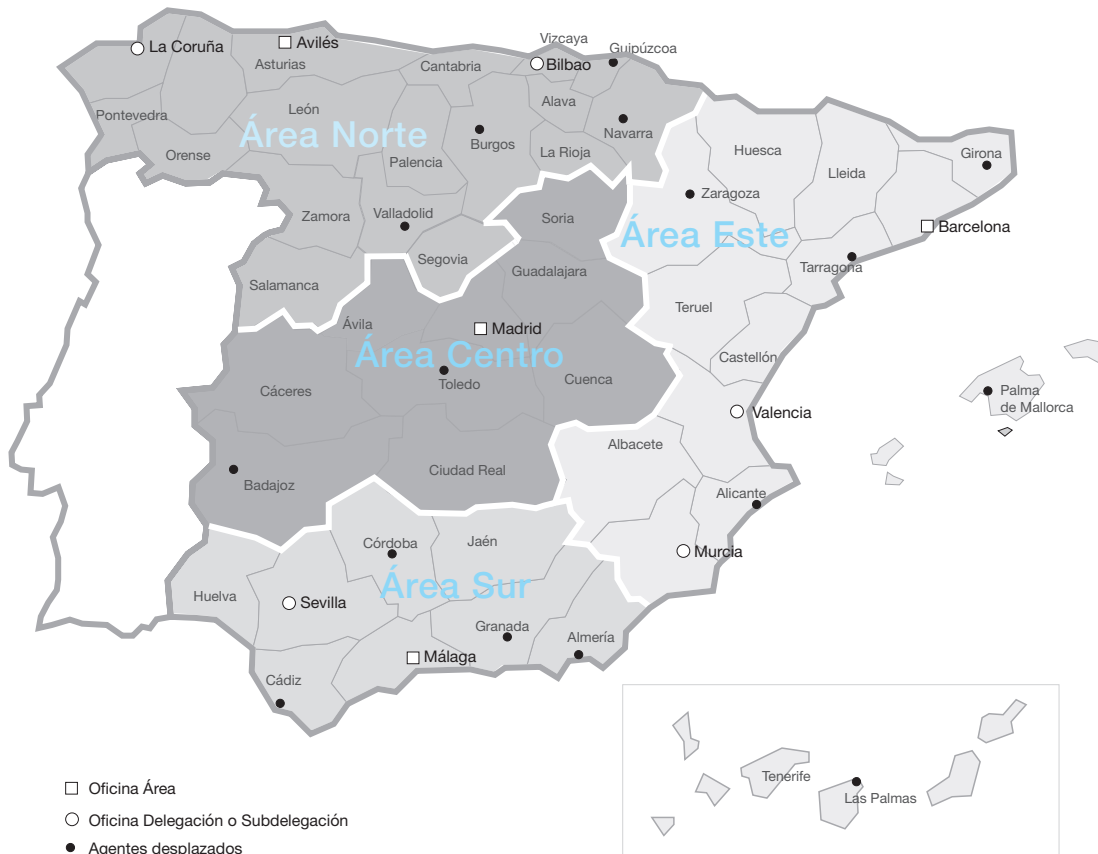 La Coruña
Avilés
Asturias
Vizcaya
Guipúzcoa
Cantabria
Bilbao
Pontevedra
León
Alava
Navarra
Área Norte
Burgos
Orense
Palencia
La Rioja
Huesca
Girona
Lleida
Zaragoza
Zamora
Valladolid
Soria
Área Este
Barcelona
Segovia
Guadalajara
Tarragona
Salamanca
Teruel
Ávila
Madrid
Área Centro
Castellón
Cáceres
Toledo
Cuenca
Palma
de Mallorca
Valencia
Albacete
Badajoz
Ciudad Real
Alicante
Córdoba
Jaén
Murcia
Área Sur
Huelva
Sevilla
Granada
Almería
Málaga
Cádiz
Tenerife
Las Palmas
Oficina Área
Oficina Delegación o Subdelegación
Agentes desplazados